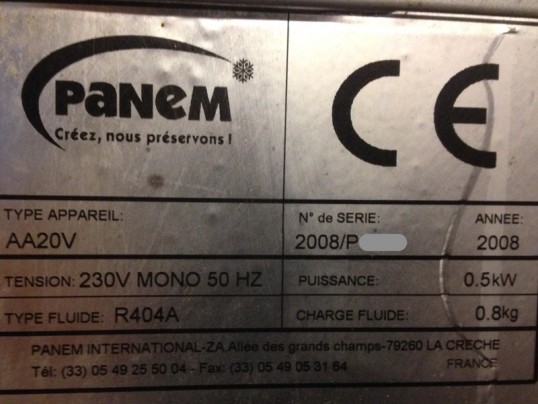 PANEM
Créez, nous préservons !
CE
TYPE APPAREIL:
AA20V
N° de SERIE:
2008/P
ANNEE:
2008
TENSION: 230V MONO 50 HZ
PUISSANCE: 0.5kW
TYPE FLUIDE: R404A
CHARGE FLUIDE: 0.8kg
PANEM INTERNATIONAL-ZA.Allée des grands champs-79260 LA CRECHE
Tél: (33) 05 49 25 50 04 - Fax: (33) 05 49 05 31 64 FRANCE